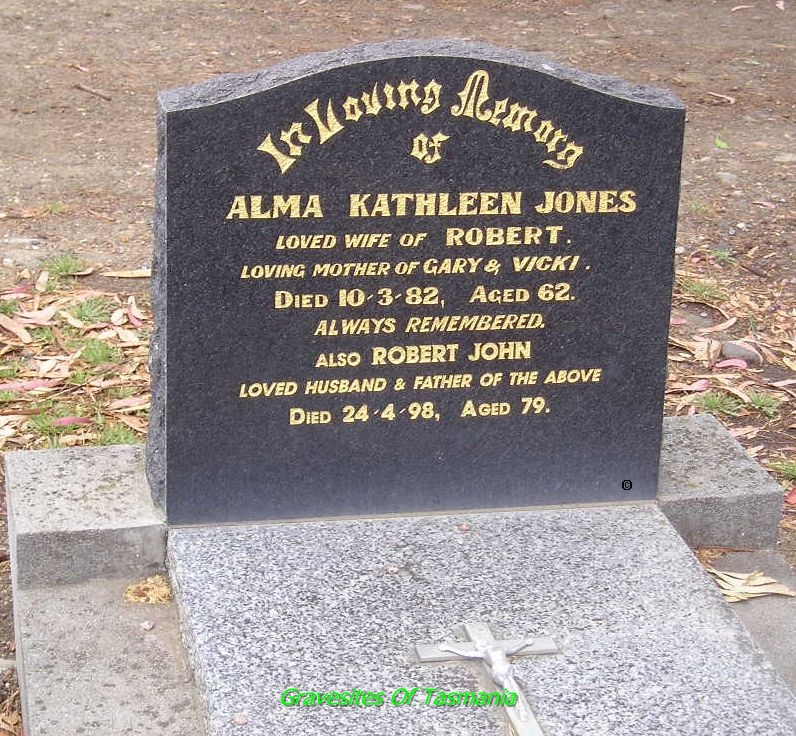 In Loving Memory
of
ALMA KATHLEEN JONES
LOVED WIFE OF ROBERT.
LOVING MOTHER OF GARY & VICKI.
DIED 10-3-82, AGED 62.
ALWAYS REMEMBERED.
ALSO ROBERT JOHN
LOVED HUSBAND & FATHER OF THE ABOVE
DIED 24-4-98, AGED 79.
©
Gravesites Of Tasmania